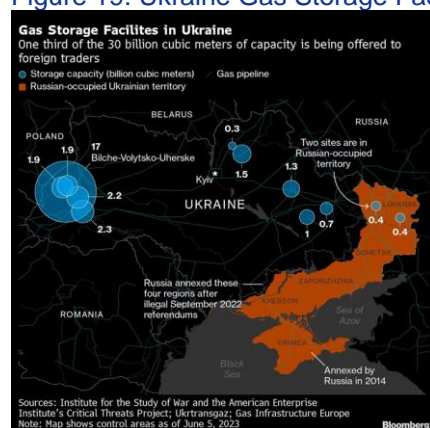 Figure 19: Ukraine Gas Storage Fac
Gas Storage Facilites in Ukraine
One third of the 30 billion cubic meters of capacity is being offered to
foreign traders
Storage capacity (billion cubic meters) Gas pipeline
Russian-occupied Ukrainian territory
BELARUS
RUSSIA
POLAND
0.3
1.9
17
Bilche-Volytsko-Uherske
1.9
Two sites are in
Russian-occupied
territory
Kyiv
1.5
1.3
2.2
UKRAINE
LUHANSK
0.4
2.3
1
0.7
0.4
DONETSK
Russia annexed these
four regions after
illegal September 2022
referendums
ZAPORIZHZHIA
KHERSON
ROMANIA
Sea of
Azov
CRIMEA
Black
Sea
Annexed by
Russia in 2014
Sources: Institute for the Study of War and the American Enterprise
Institute's Critical Threats Project; Ukrtransgaz; Gas Infrastructure Europe
Note: Map shows control areas as of June 5, 2023
Bloomberg